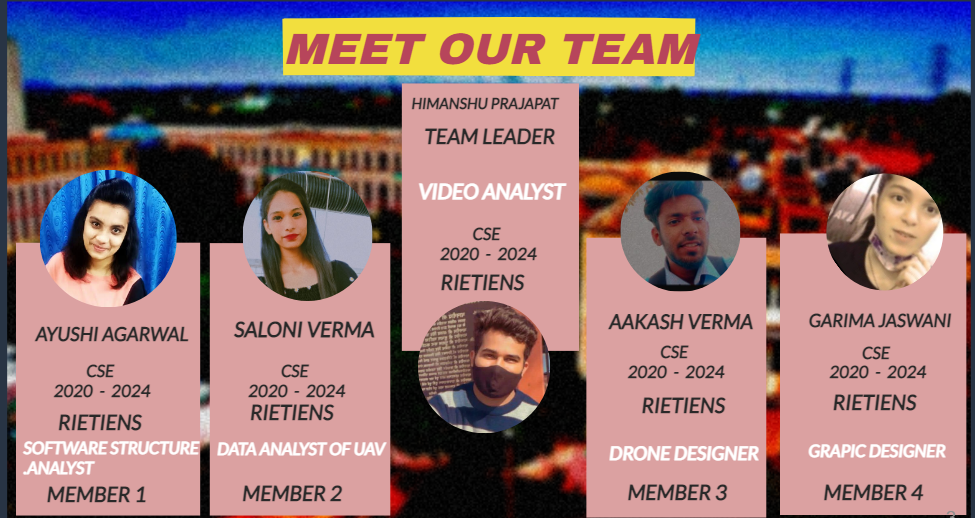 MEET OUR TEAM
HIMANSHU PRAJAPAT
TEAM LEADER
VIDEO ANALYST
CSE
2020 - 2024
RIETIENS
AYUSHI AGARWAL
CSE
2020 - 2024
RIETIENS
SOFTWARE STRUCTURE
.ANALYST
MEMBER 1
SALONI VERMA
CSE
2020 - 2024
RIETIENS
DATA ANALYST OF UAV
MEMBER 2
AAKASH VERMA
CSE
2020 - 2024
RIETIENS
DRONE DESIGNER
MEMBER 3
GARIMA JASWANI
CSE
2020 - 2024
RIETIENS
GRAPIC DESIGNER
MEMBER 4